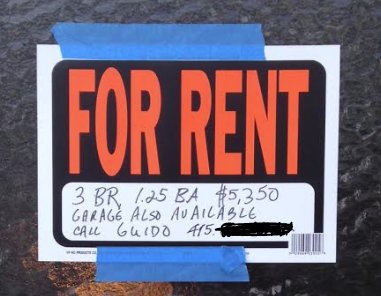 FOR RENT
3 BR, 1.25 BA $5,350
GARAGE ALSO AVAILABLE
CALL GUIDO 415-